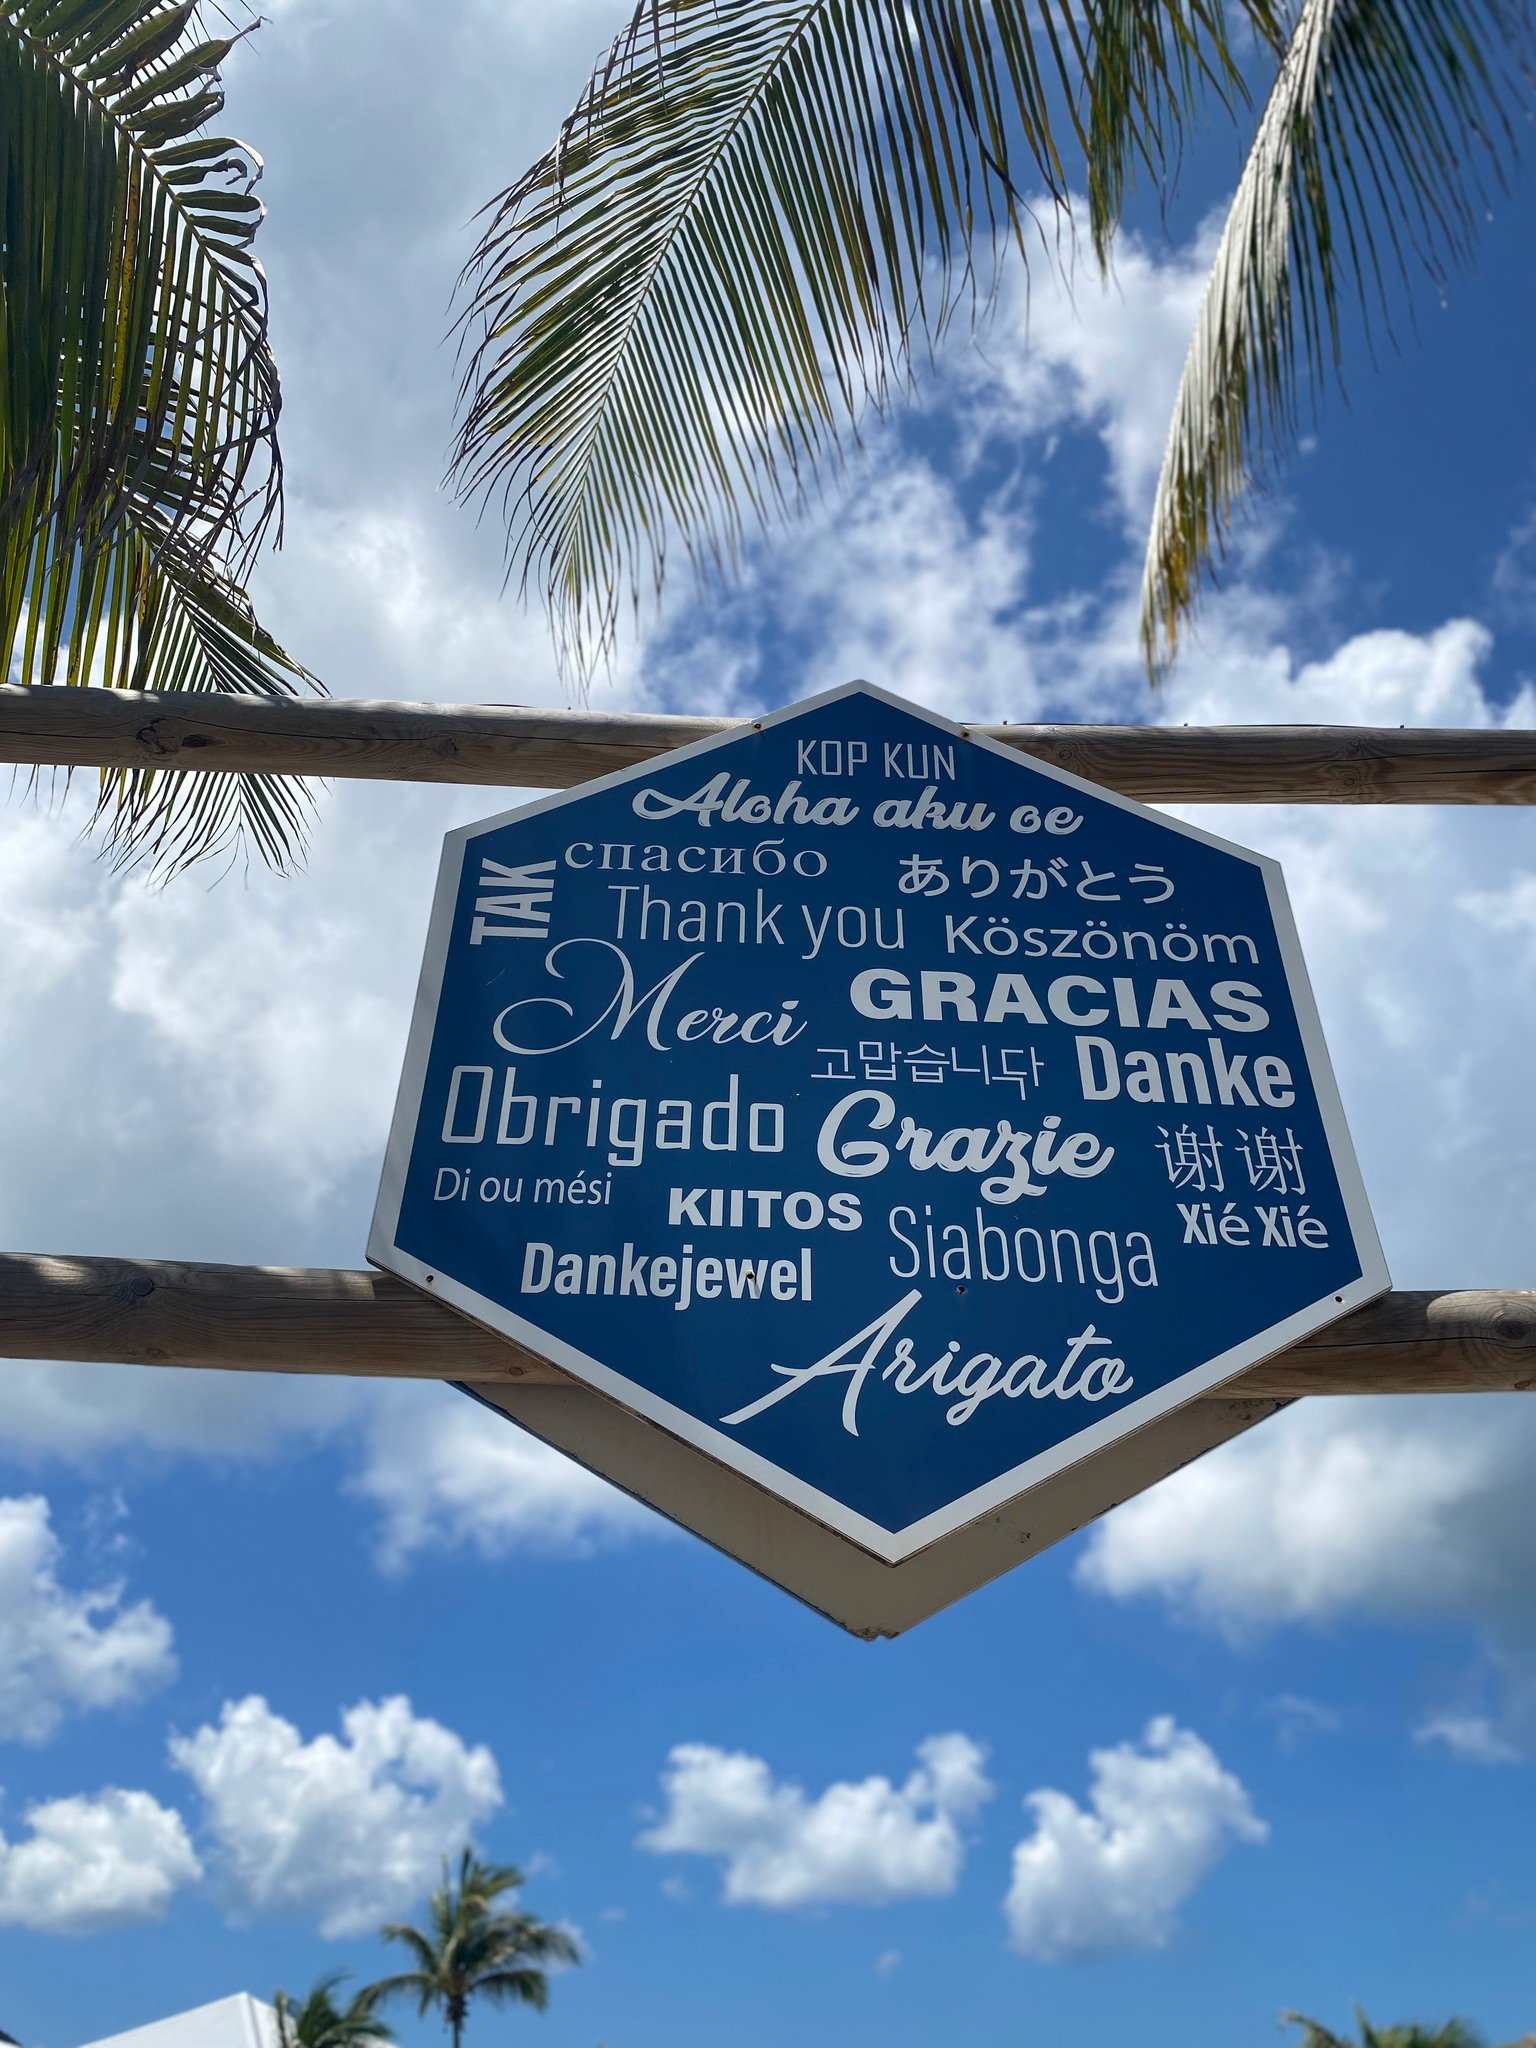 KOP KUN
Aloha aku oe
TAK
спасибо
ありがとう
Thank you
Köszönöm
Merci
GRACIAS
고맙습니다
Danke
Obrigado
Grazie
谢谢
Xié Xié
Di ou mési
KIITOS
Siabonga
Dankejewel
Arigato